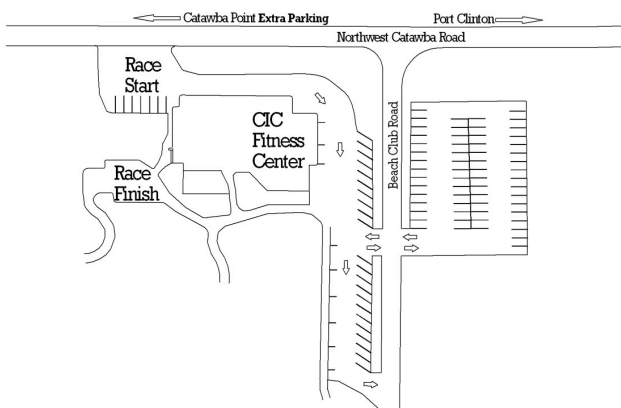 Catawba Point Extra Parking
Port Clinton
Northwest Catawba Road
Race
Start
CIC
Fitness
Center
Beach Club Road
Race
Finish